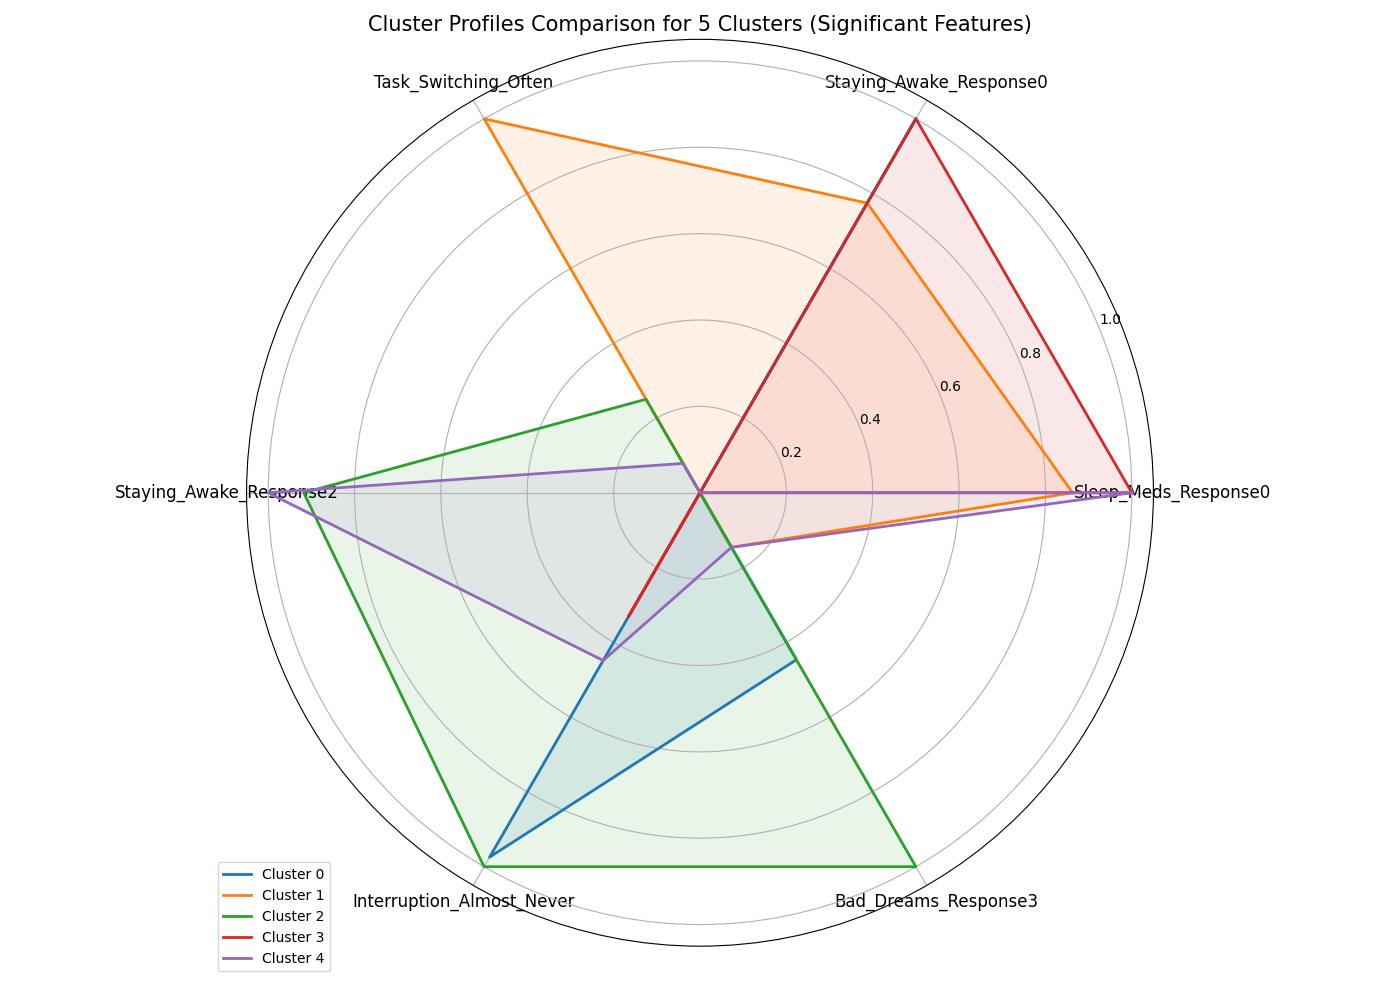 Cluster Profiles Comparison for 5 Clusters (Significant Features)
Task_Switching_Often
Staying_Awake_Response0
1.0
0.8
0.6
0.4
0.2
Staying_Awake_Response2
Sleep_Meds_Response0
Interruption_Almost_Never
Bad_Dreams_Response3
Cluster 0
Cluster 1
Cluster 2
Cluster 3
Cluster 4